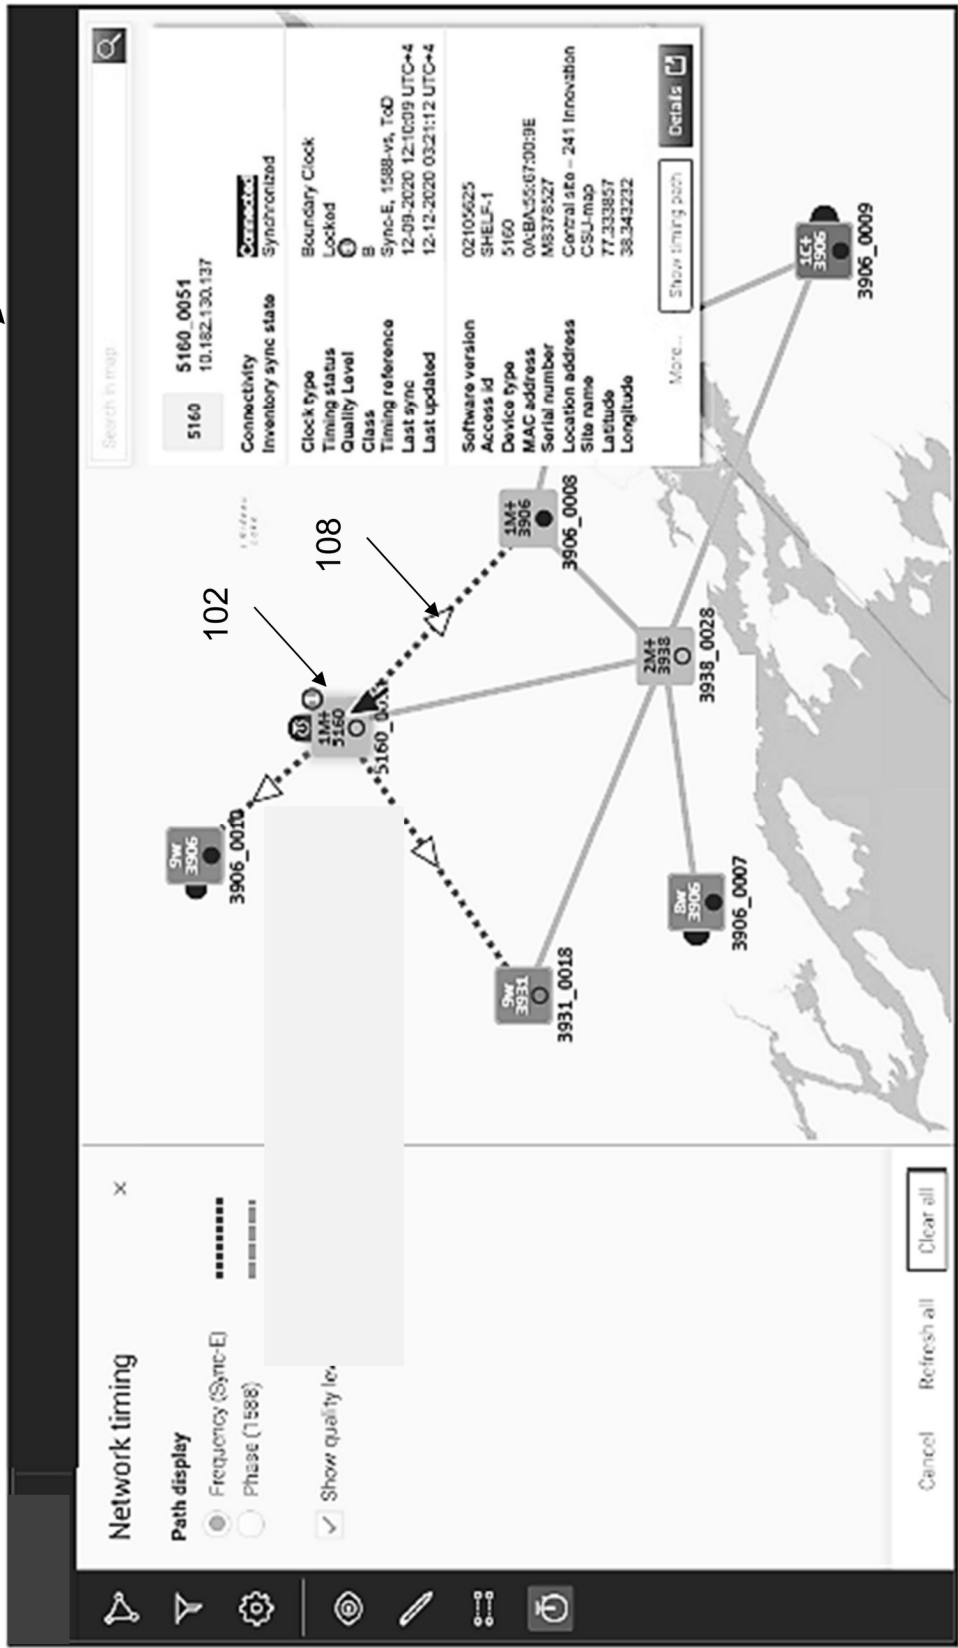 Network timing
×
Path display
Frequency (Sync-E)
Phase (1588)
Show quality
Cancel
Refresh all
Clear all
9w
3906
3906_0010
102
1M+
5160
5160_
108
9w
3931
3931_0018
1M+
3906
3906_0008
2M+
3938
3938_0028
8w
3906
3906_0007
1C+
3906
3906_0009
Search in map
5160
5160_0051
10.182.130.137
Connectivity Connected
Inventory sync state Synchronized
Clock type Boundary Clock
Timing status Locked
Quality Level
Class B
Timing reference Sync-E, 1588-vs, ToD
Last sync 12-09-2020 12:10:09 UTC+4
Last updated 12-12-2020 03:21:12 UTC+4
Software version 02105625
Access id SHELF-1
Device type 5160
MAC address 0A:BA:55:67:00:9E
Serial number M8378527
Location address Central site – 241 Innovation
Site name CSU-map
Latitude 77.333857
Longitude 38.343232
More...
Show timing path
Details